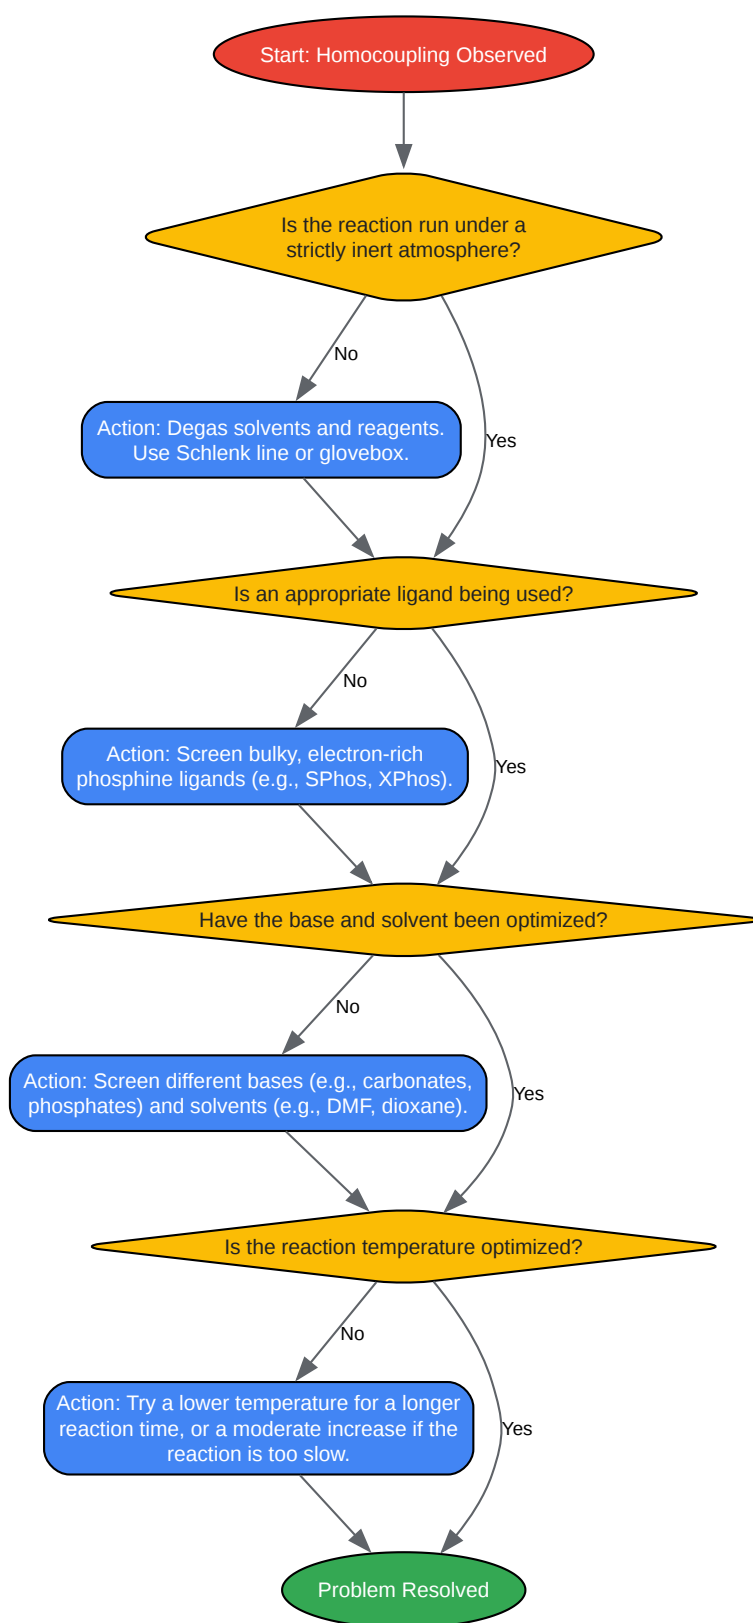 Start: Homocoupling Observed
Is the reaction run under a
strictly inert atmosphere?
No
Action: Degas solvents and reagents.
Use Schlenk line or glovebox.
Yes
Is an appropriate ligand being used?
No
Action: Screen bulky, electron-rich
phosphine ligands (e.g., SPhos, XPhos).
Yes
Have the base and solvent been optimized?
No
Action: Screen different bases (e.g., carbonates,
phosphates) and solvents (e.g., DMF, dioxane).
Yes
Is the reaction temperature optimized?
No
Action: Try a lower temperature for a longer
reaction time, or a moderate increase if the
reaction is too slow.
Yes
Problem Resolved